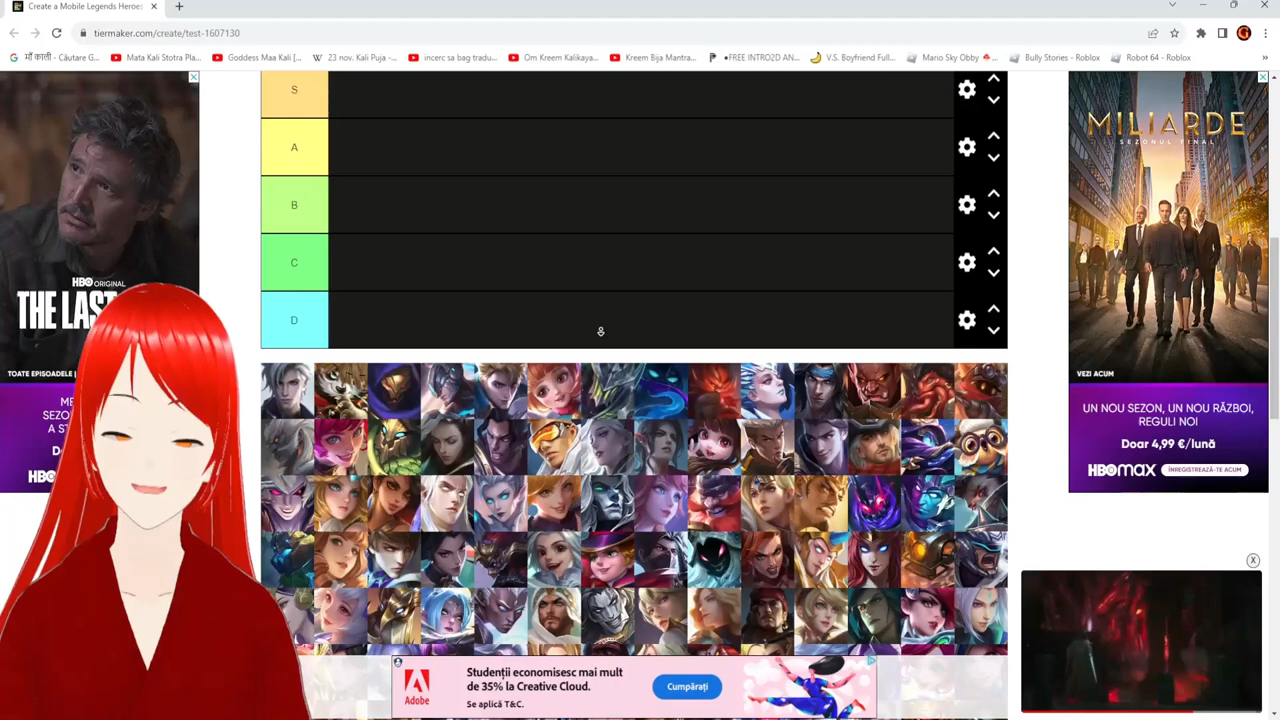 Create a Mobile Legends Heroes
tiermaker.com/create/test-1607130
माँ काली - Căutare G...
Mata Kali Stotra Pla...
Goddess Maa Kali [...
23 nov. Kali Puja -...
incerc sa bag tradu...
Om Kreem Kalikaya...
Kreem Bija Mantra...
•FREE INTRO2D AN...
V.S. Boyfriend Full...
Mario Sky Obby
... - Roblox
Bully Stories - Roblox
Robot 64 - Roblox
S
A
B
C
D
HBO ORIGINAL
THE LAS
TOATE EPISOADELE |
HBO
MILIARDE
SEZONUL FINAL
VEZI ACUM
UN NOU SEZON, UN NOU RĂZBOI,
REGULI NOI
Doar 4,99 €/lună
HBOMAX
ÎNREGISTREAZĂ-TE ACUM
Adobe
Studenții economisesc mai mult
de 35% la Creative Cloud.
Se aplică T&C.
Cumpărați